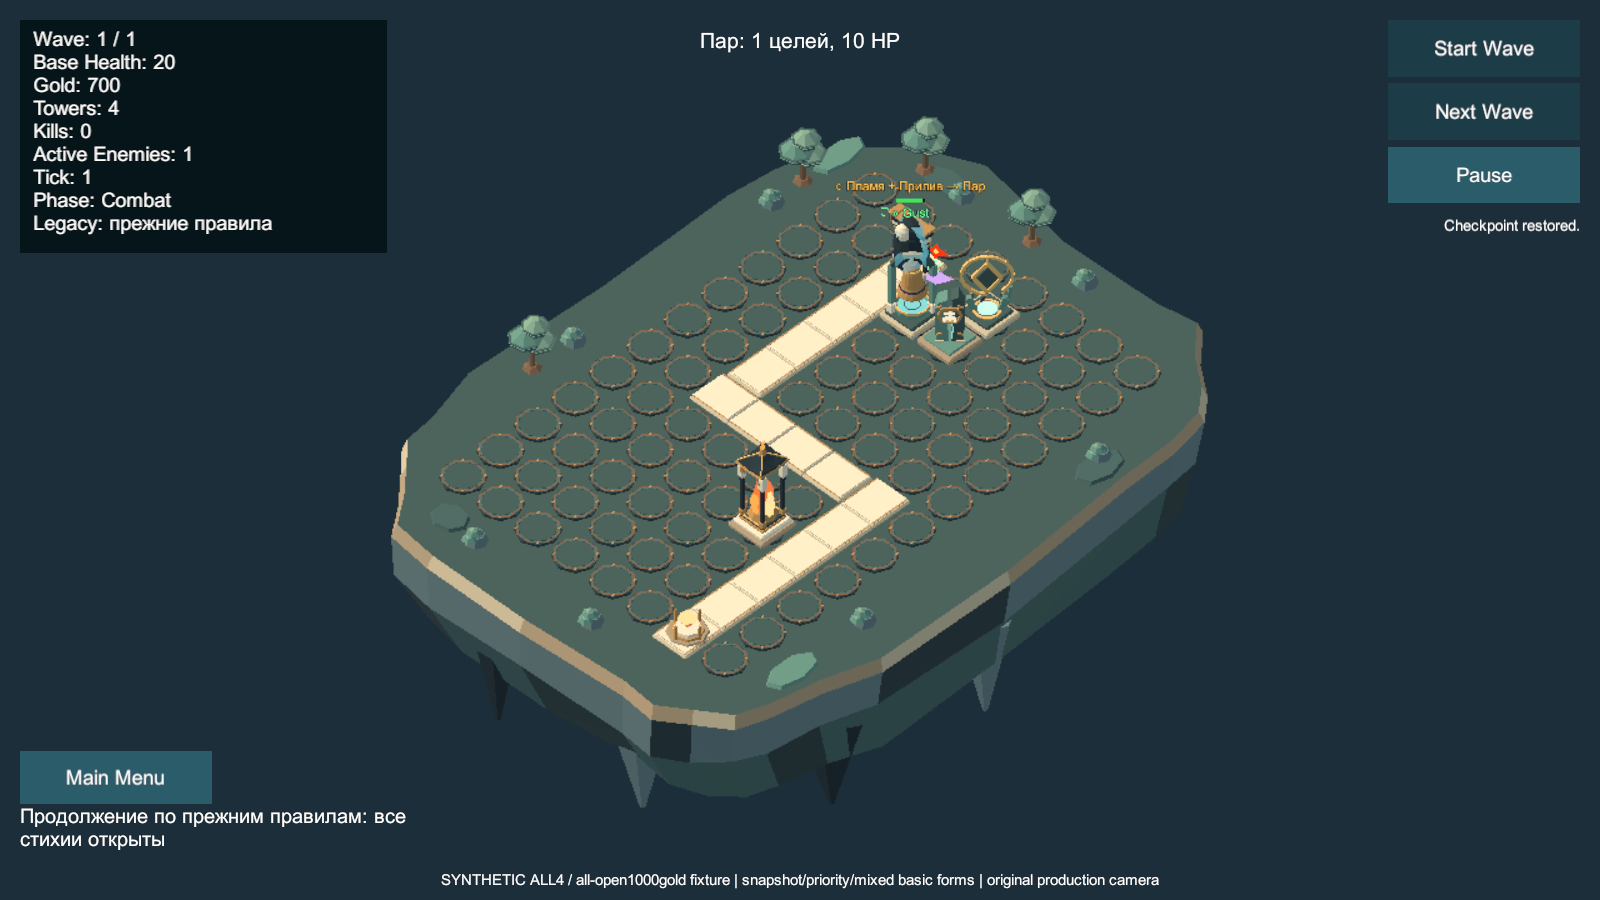 Wave: 1 / 1
Base Health: 20
Gold: 700
Towers: 4
Kills: 0
Active Enemies: 1
Tick: 1
Phase: Combat
Legacy: прежние правила
Пар: 1 целей, 10 HP
Start Wave
Next Wave
Pause
Checkpoint restored.
Пламя + Прилив → Пар
Gust
Main Menu
Продолжение по прежним правилам: все
стихии открыты
SYNTHETIC ALL4 / all-open1000gold fixture | snapshot/priority/mixed basic forms | original production camera